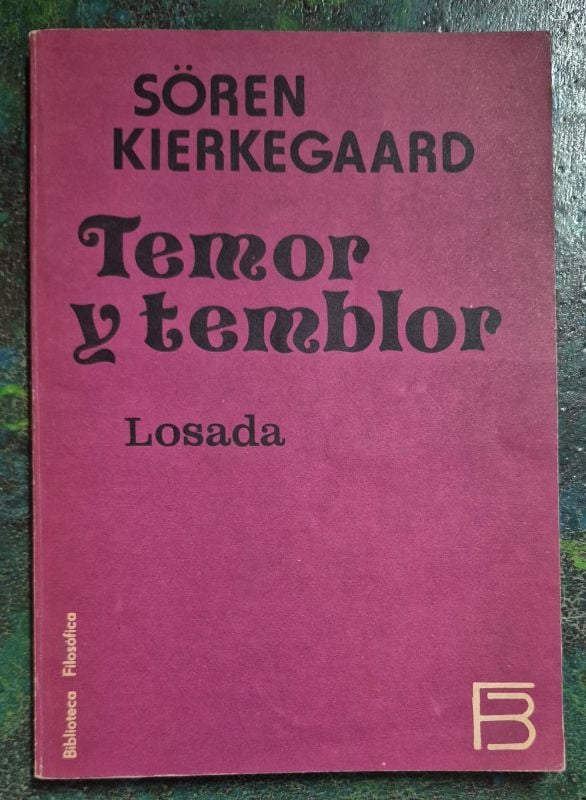 SÖREN
KIERKEGAARD
Temor
y temblor
Losada
Biblioteca Filosófica